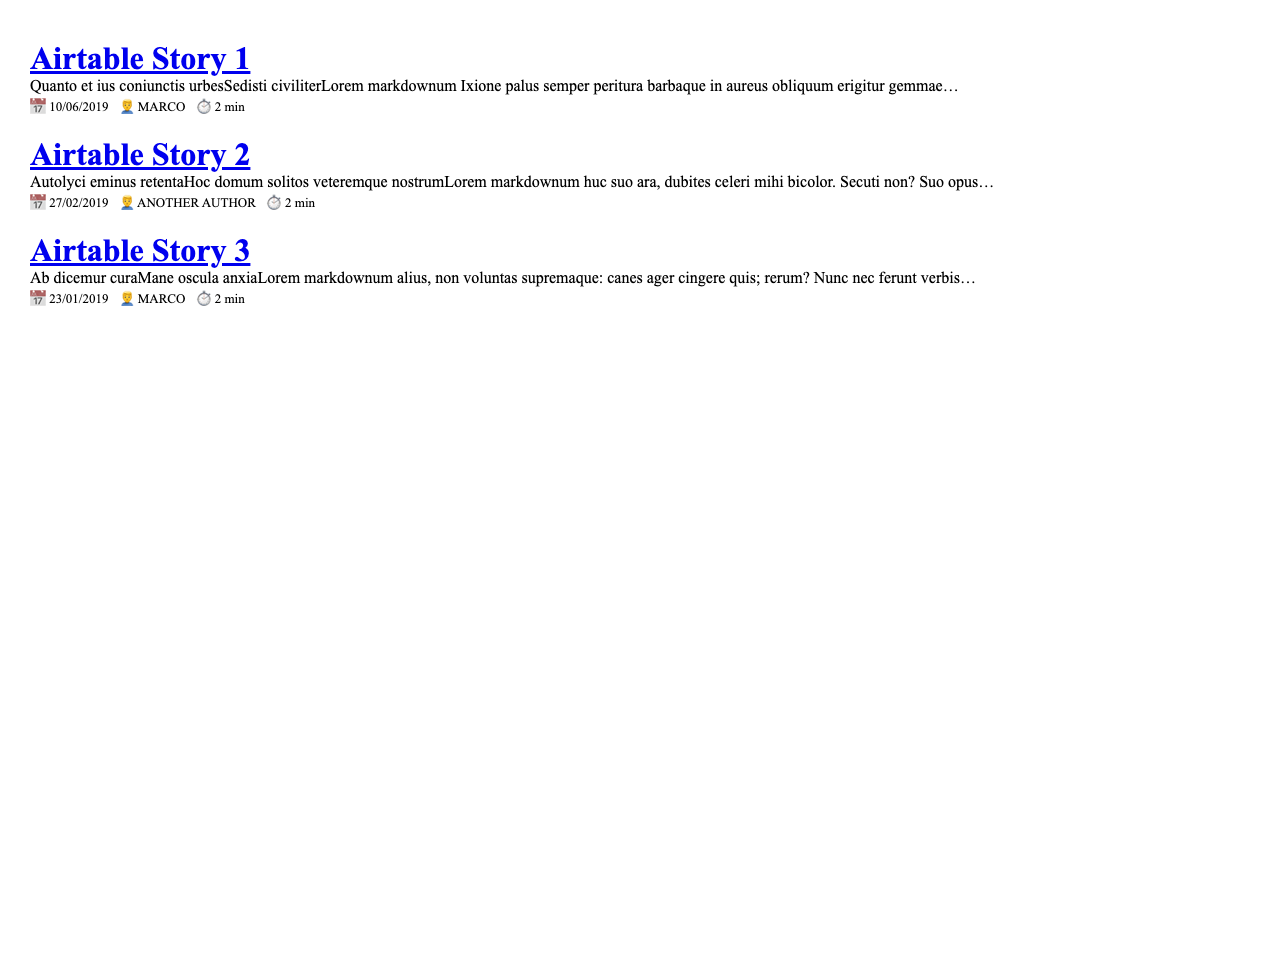 Airtable Story 1
Quanto et ius coniunctis urbesSedisti civiliterLorem markdownum Ixione palus semper peritura barbaque in aureus obliquum erigitur gemmae…
📅 10/06/2019 🤦‍♂️ MARCO ⏱ 2 min
Airtable Story 2
Autolyci eminus retentaHoc domum solitos veteremque nostrumLorem markdownum huc suo ara, dubites celeri mihi bicolor. Secuti non? Suo opus…
📅 27/02/2019 🤦‍♂️ ANOTHER AUTHOR ⏱ 2 min
Airtable Story 3
Ab dicemur curaMane oscula anxiaLorem markdownum alius, non voluntas supremaque: canes ager cingere quis; rerum? Nunc nec ferunt verbis…
📅 23/01/2019 🤦‍♂️ MARCO ⏱ 2 min